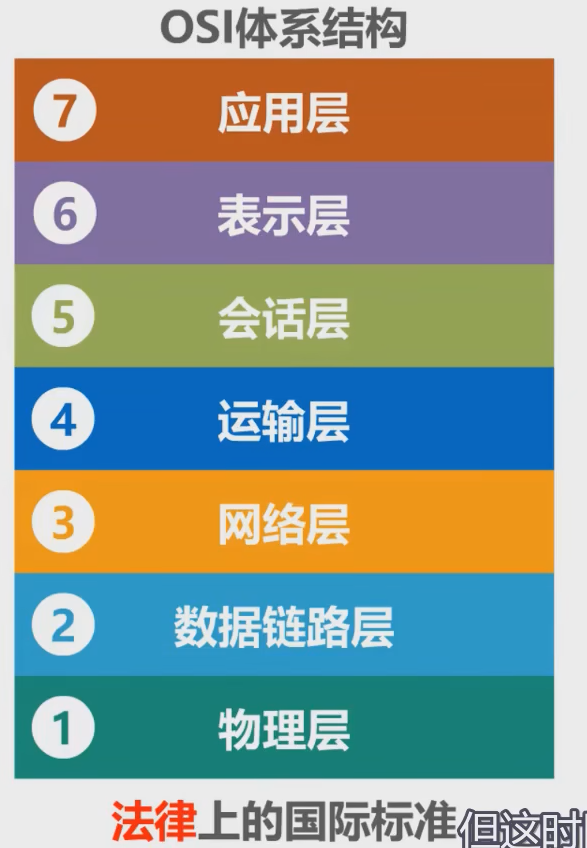 OSI体系结构
7 应用层
6 表示层
5 会话层
4 运输层
3 网络层
2 数据链路层
1 物理层
法律上的国际标准
但这时